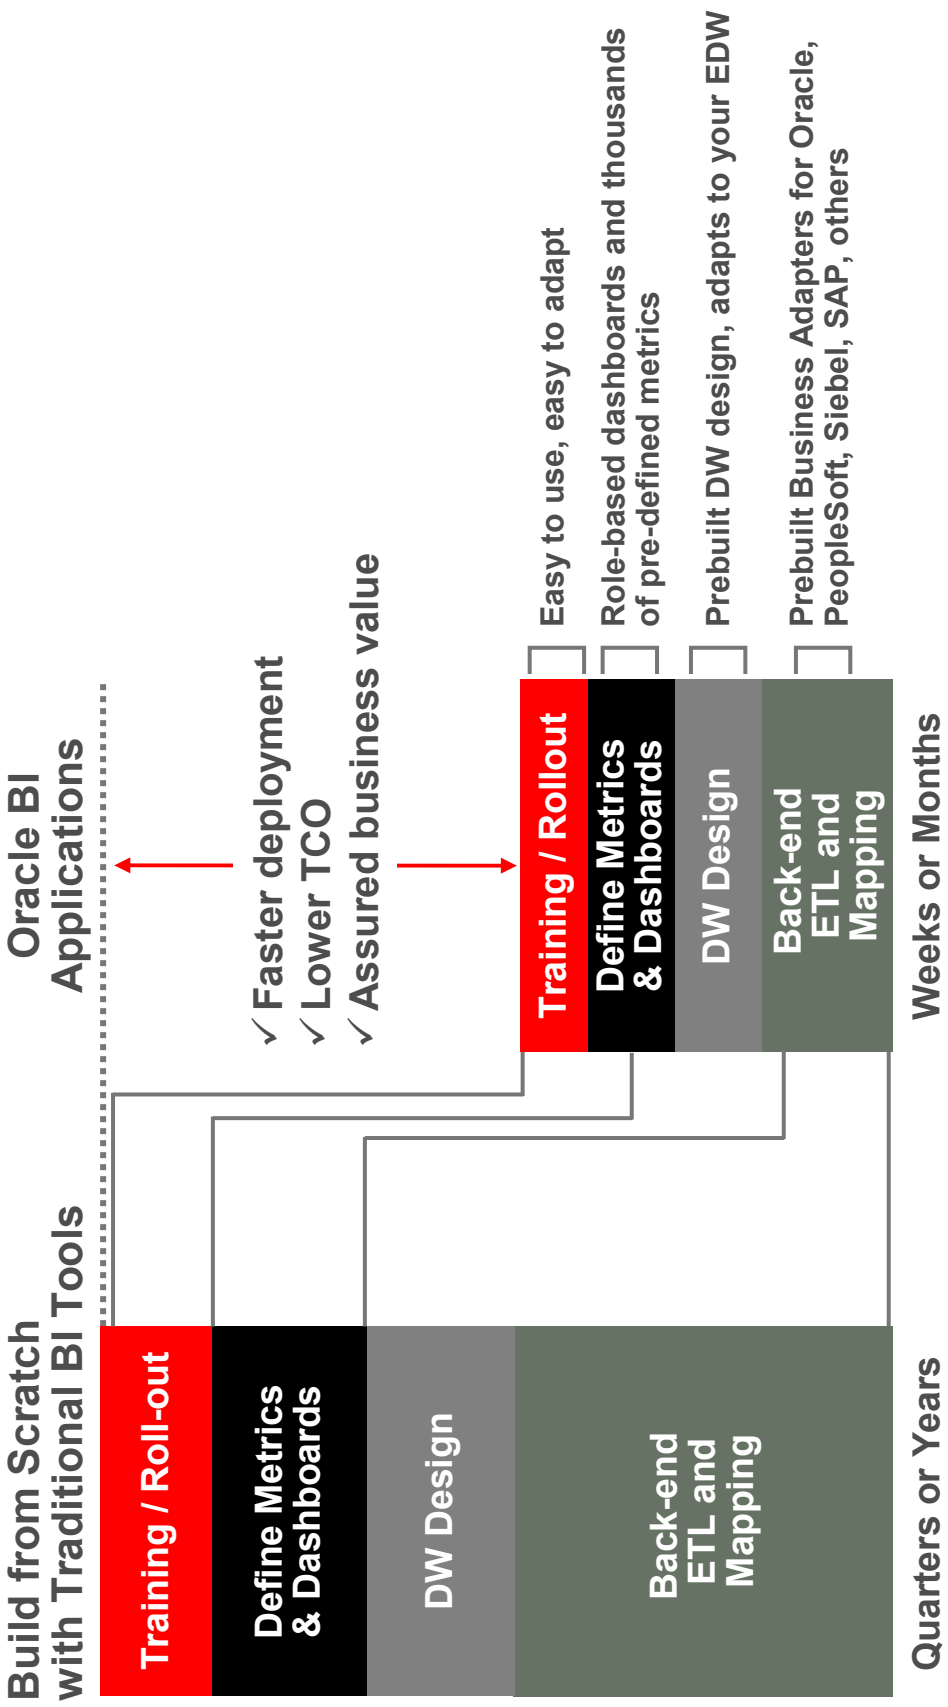 Build from Scratch
with Traditional BI Tools
Oracle BI
Applications
Training / Roll-out
Define Metrics
& Dashboards
DW Design
Back-end
ETL and
Mapping
Quarters or Years
✓ Faster deployment
✓ Lower TCO
✓ Assured business value
Training / Rollout
Define Metrics
& Dashboards
DW Design
Back-end
ETL and
Mapping
Weeks or Months
Easy to use, easy to adapt
Role-based dashboards and thousands
of pre-defined metrics
Prebuilt DW design, adapts to your EDW
Prebuilt Business Adapters for Oracle,
PeopleSoft, Siebel, SAP, others